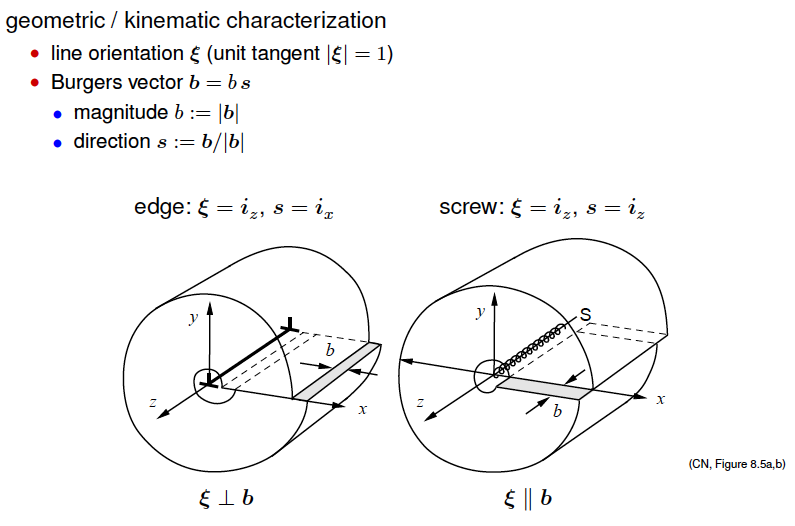 geometric / kinematic characterization
• line orientation ξ (unit tangent |ξ| = 1)
• Burgers vector b = b s
• magnitude b := |b|
• direction s := b/|b|
edge: ξ = i_z, s = i_x
screw: ξ = i_z, s = i_z
y
b
z
x
y
S
z
b
x
(CN, Figure 8.5a,b)
ξ ⊥ b
ξ ∥ b